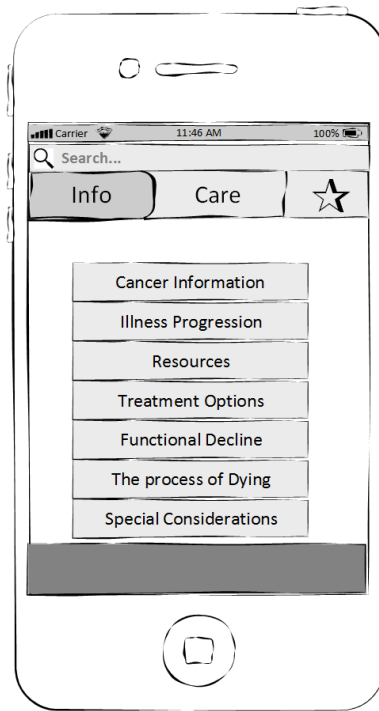 Carrier 11:46 AM 100%
Search...
Info Care
Cancer Information
Illness Progression
Resources
Treatment Options
Functional Decline
The process of Dying
Special Considerations